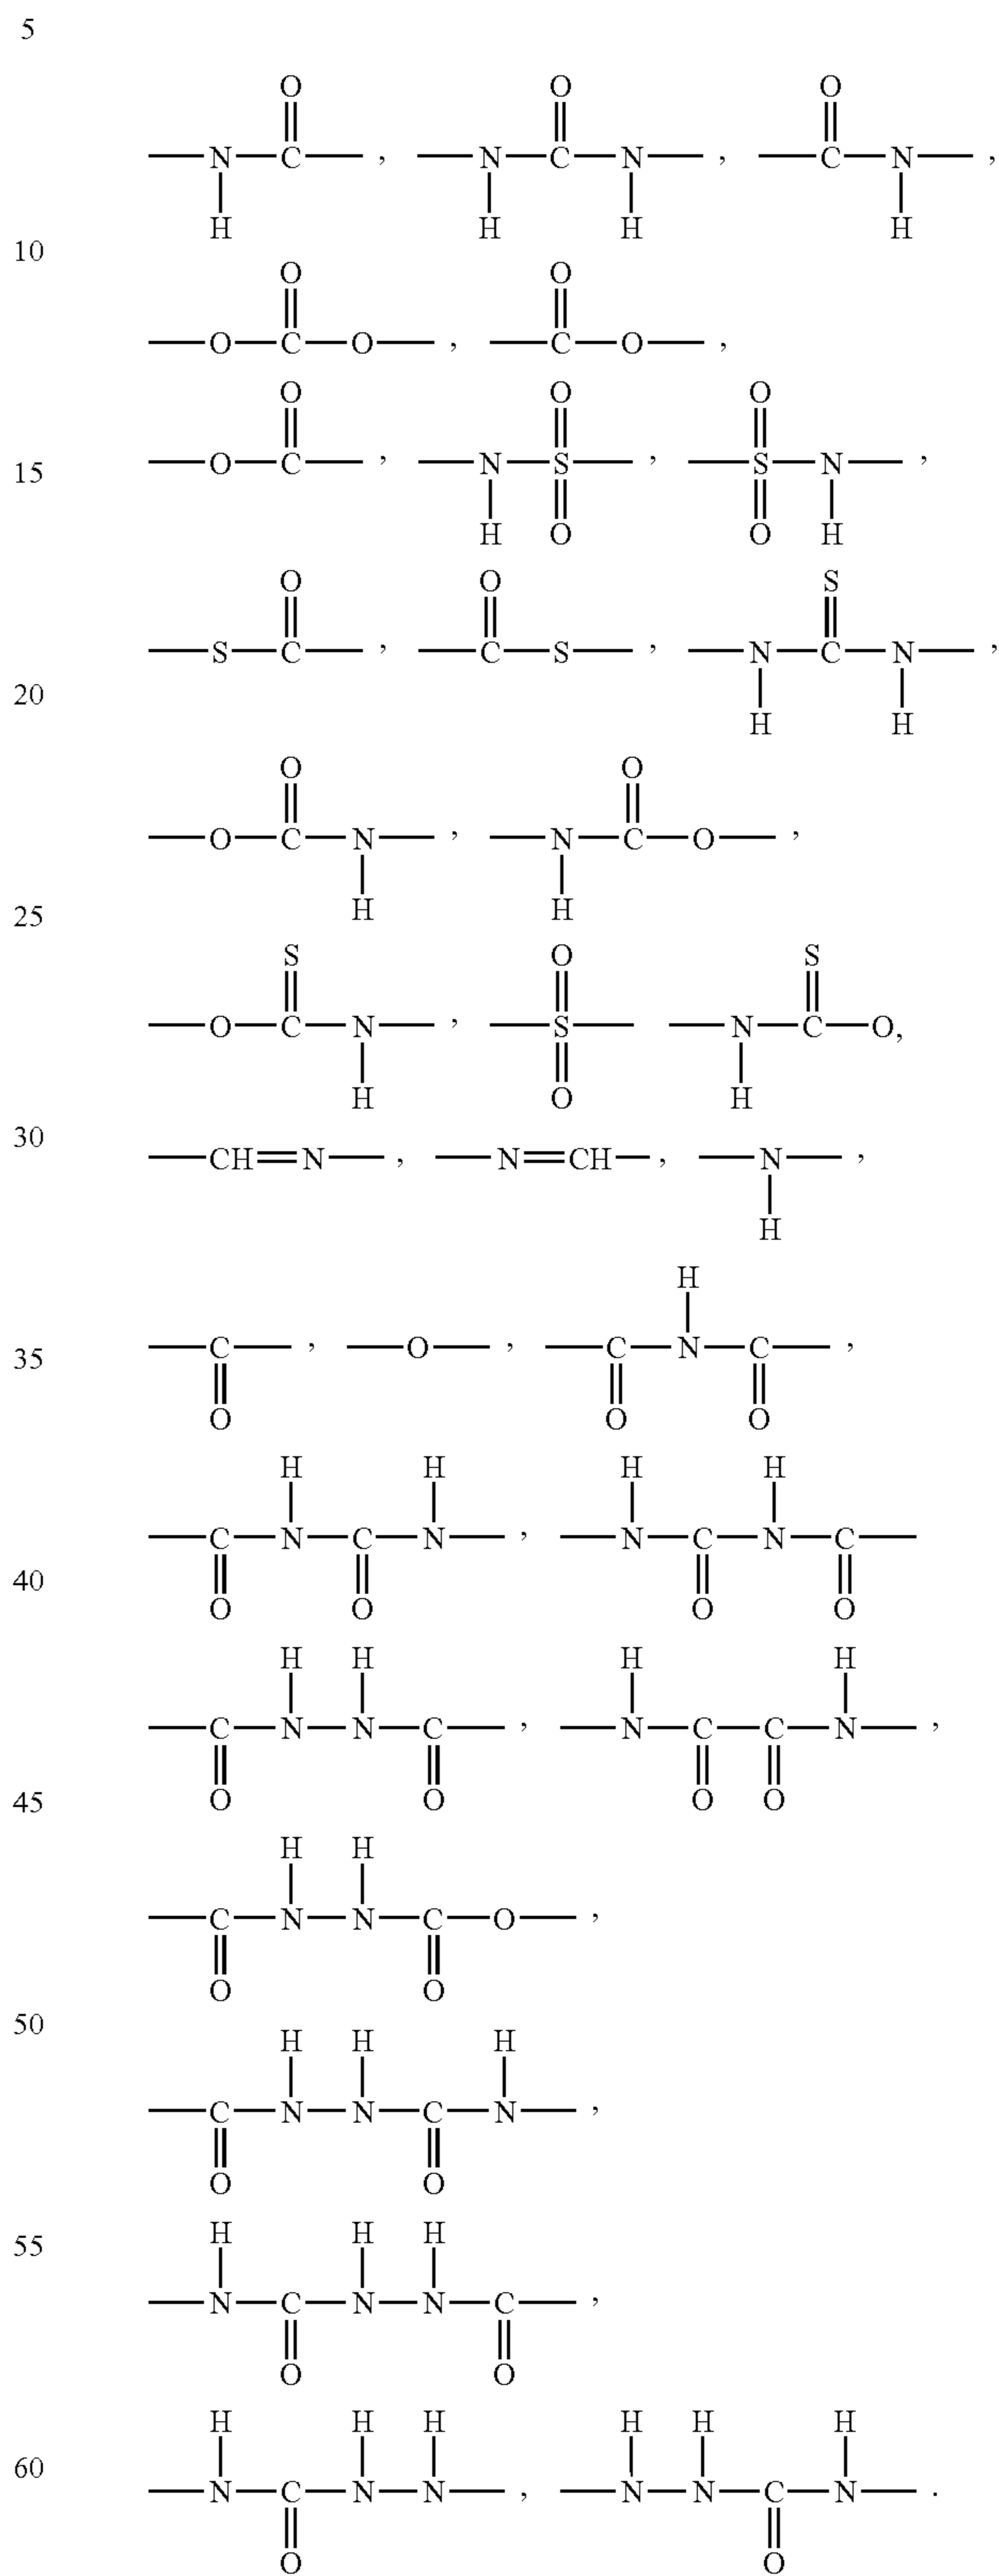 5
O O O
—N—C— , —N—C—N— , —C—N— ,
H H H H
10
O O
—O—C—O— , —C—O— ,
O O O
15 —O—C— , —N—S— , —S—N— ,
H O O H
O O S
—S—C— , —C—S— , —N—C—N— ,
20
H H
O O
—O—C—N— , —N—C—O— ,
H H
25
S O S
—O—C—N— , —S— —N—C—O,
H O H
30
—CH=N— , —N=CH— , —N— ,
H
H
35 —C— , —O— , —C—N—C— ,
O O O
H H H H
—C—N—C—N— , —N—C—N—C—
40
O O O O
H H H H
—C—N—N—C— , —N—C—C—N— ,
45
O O O O
H H
—C—N—N—C—O— ,
O O
50
H H H
—C—N—N—C—N— ,
O O
55
H H H
—N—C—N—N—C— ,
O O
H H H H H H
60
—N—C—N—N— , —N—N—C—N— .
O O